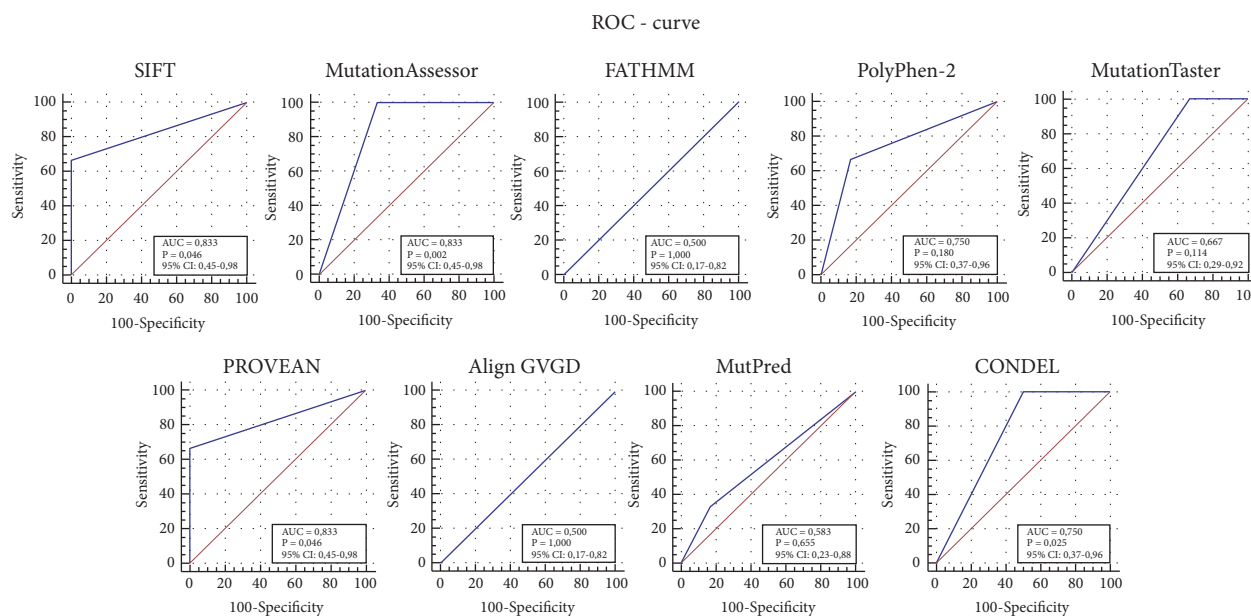 ROC - curve
SIFT
100
80
60
40
20
0
Sensitivity
AUC = 0,833
P = 0,046
95% CI: 0,45-0,98
0 20 40 60 80 100
100-Specificity
MutationAssessor
100
80
60
40
20
0
Sensitivity
AUC = 0,833
P = 0,002
95% CI: 0,45-0,98
0 20 40 60 80 100
100-Specificity
FATHMM
100
80
60
40
20
0
Sensitivity
AUC = 0,500
P = 1,000
95% CI: 0,17-0,82
0 20 40 60 80 100
100-Specificity
PolyPhen-2
100
80
60
40
20
0
Sensitivity
AUC = 0,750
P = 0,180
95% CI: 0,37-0,96
0 20 40 60 80 100
100-Specificity
MutationTaster
100
80
60
40
20
0
Sensitivity
AUC = 0,667
P = 0,114
95% CI: 0,29-0,92
0 20 40 60 80 100
100-Specificity
PROVEAN
100
80
60
40
20
0
Sensitivity
AUC = 0,833
P = 0,046
95% CI: 0,45-0,98
0 20 40 60 80 100
100-Specificity
Align GVGD
100
80
60
40
20
0
Sensitivity
AUC = 0,500
P = 1,000
95% CI: 0,17-0,82
0 20 40 60 80 100
100-Specificity
MutPred
100
80
60
40
20
0
Sensitivity
AUC = 0,583
P = 0,655
95% CI: 0,23-0,88
0 20 40 60 80 100
100-Specificity
CONDEL
100
80
60
40
20
0
Sensitivity
AUC = 0,750
P = 0,025
95% CI: 0,37-0,96
0 20 40 60 80 100
100-Specificity